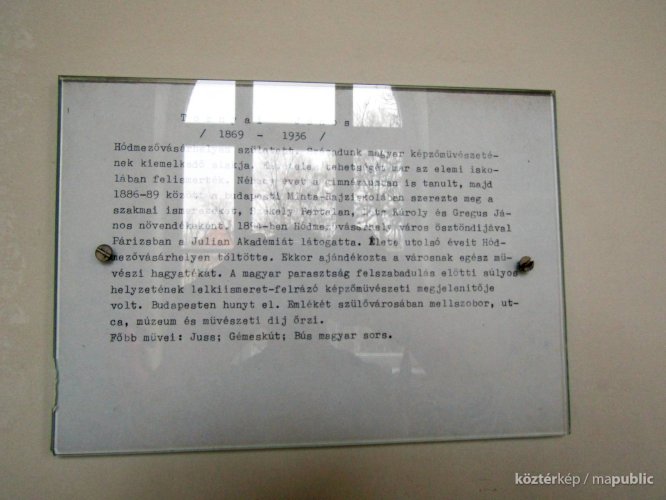 T o r n y a i   J á n o s
/ 1869 - 1936 /
Hódmezővásárhelyen született. Századunk magyar képzőművészeté-
nek kiemelkedő alakja. tehetségét már az elemi isko-
lában felismerték. Néhány évet a gimnáziumban is tanult, majd
1886-89 között a budapesti Minta-Rajziskolában szerezte meg a
szakmai ismereteket, Székely Bertalan, Lotz Károly és Gregus Já-
nos növendékeként. 1894-ben Hódmezővásárhely város ösztöndijával
Párizsban a Julian Akadémiát látogatta. Élete utolsó éveit Hód-
mezővásárhelyen töltötte. Ekkor ajándékozta a városnak egész mű-
vészi hagyatékát. A magyar parasztság felszabadulás előtti súlyos
helyzetének lelkiismeret-felrázó képzőművészeti megjelenítője
volt. Budapesten hunyt el. Emlékét szülővárosában mellszobor, ut-
ca, múzeum és művészeti dij őrzi.
Főbb művei: Juss; Gémeskút; Bús magyar sors.
köztérkép / mapublic